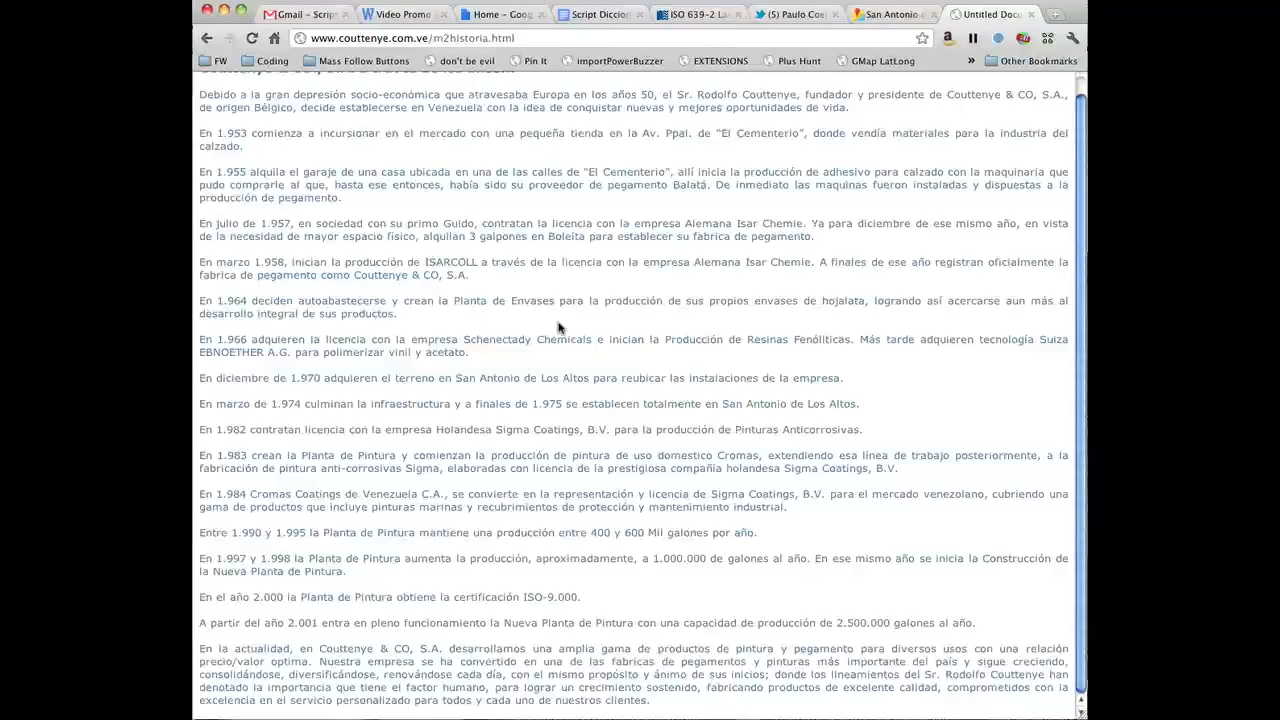 Gmail – Script
Video Promo
Home – Goog
Script Diccion
ISO 639-2 La
(5) Paulo Coel
San Antonio d
Untitled Docu
www.couttenye.com.ve/m2historia.html
FW
Coding
Mass Follow Buttons
don't be evil
Pin It
importPowerBuzzer
EXTENSIONS
Plus Hunt
GMap LatLong
»
Other Bookmarks
Debido a la gran depresión socio-económica que atravesaba Europa en los años 50, el Sr. Rodolfo Couttenye, fundador y presidente de Couttenye & CO, S.A.,
de origen Bélgico, decide establecerse en Venezuela con la idea de conquistar nuevas y mejores oportunidades de vida.
En 1.953 comienza a incursionar en el mercado con una pequeña tienda en la Av. Ppal. de “El Cementerio”, donde vendía materiales para la industria del
calzado.
En 1.955 alquila el garaje de una casa ubicada en una de las calles de “El Cementerio”, allí inicia la producción de adhesivo para calzado con la maquinaria que
pudo comprarle al que, hasta ese entonces, había sido su proveedor de pegamento Balatá. De inmediato las maquinas fueron instaladas y dispuestas a la
producción de pegamento.
En julio de 1.957, en sociedad con su primo Guido, contratan la licencia con la empresa Alemana Isar Chemie. Ya para diciembre de ese mismo año, en vista
de la necesidad de mayor espacio físico, alquilan 3 galpones en Boleíta para establecer su fabrica de pegamento.
En marzo 1.958, inician la producción de ISARCOLL a través de la licencia con la empresa Alemana Isar Chemie. A finales de ese año registran oficialmente la
fabrica de pegamento como Couttenye & CO, S.A.
En 1.964 deciden autoabastecerse y crean la Planta de Envases para la producción de sus propios envases de hojalata, logrando así acercarse aun más al
desarrollo integral de sus productos.
En 1.966 adquieren la licencia con la empresa Schenectady Chemicals e inician la Producción de Resinas Fenólíticas. Más tarde adquieren tecnología Suiza
EBNOETHER A.G. para polimerizar vinil y acetato.
En diciembre de 1.970 adquieren el terreno en San Antonio de Los Altos para reubicar las instalaciones de la empresa.
En marzo de 1.974 culminan la infraestructura y a finales de 1.975 se establecen totalmente en San Antonio de Los Altos.
En 1.982 contratan licencia con la empresa Holandesa Sigma Coatings, B.V. para la producción de Pinturas Anticorrosivas.
En 1.983 crean la Planta de Pintura y comienzan la producción de pintura de uso domestico Cromas, extendiendo esa línea de trabajo posteriormente, a la
fabricación de pintura anti-corrosivas Sigma, elaboradas con licencia de la prestigiosa compañía holandesa Sigma Coatings, B.V.
En 1.984 Cromas Coatings de Venezuela C.A., se convierte en la representación y licencia de Sigma Coatings, B.V. para el mercado venezolano, cubriendo una
gama de productos que incluye pinturas marinas y recubrimientos de protección y mantenimiento industrial.
Entre 1.990 y 1.995 la Planta de Pintura mantiene una producción entre 400 y 600 Mil galones por año.
En 1.997 y 1.998 la Planta de Pintura aumenta la producción, aproximadamente, a 1.000.000 de galones al año. En ese mismo año se inicia la Construcción de
la Nueva Planta de Pintura.
En el año 2.000 la Planta de Pintura obtiene la certificación ISO-9.000.
A partir del año 2.001 entra en pleno funcionamiento la Nueva Planta de Pintura con una capacidad de producción de 2.500.000 galones al año.
En la actualidad, en Couttenye & CO, S.A. desarrollamos una amplia gama de productos de pintura y pegamento para diversos usos con una relación
precio/valor optima. Nuestra empresa se ha convertido en una de las fabricas de pegamentos y pinturas más importante del país y sigue creciendo,
consolidándose, diversificándose, renovándose cada día, con el mismo propósito y ánimo de sus inicios; donde los lineamientos del Sr. Rodolfo Couttenye han
denotado la importancia que tiene el factor humano, para lograr un crecimiento sostenido, fabricando productos de excelente calidad, comprometidos con la
excelencia en el servicio personalizado para todos y cada uno de nuestros clientes.